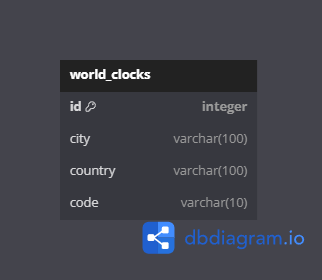 world_clocks
id integer
city varchar(100)
country varchar(100)
code varchar(10)
dbdiagram.io